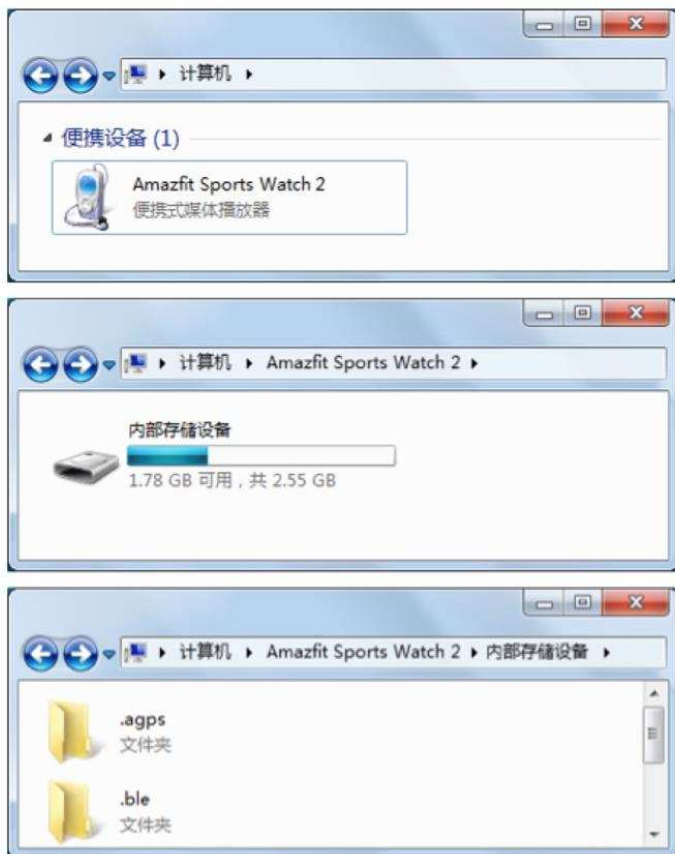 计算机
便携设备 (1)
Amazfit Sports Watch 2
便携式媒体播放器
计算机 Amazfit Sports Watch 2
内部存储设备
1.78 GB 可用，共 2.55 GB
计算机 Amazfit Sports Watch 2 内部存储设备
.agps
文件夹
.ble
文件夹